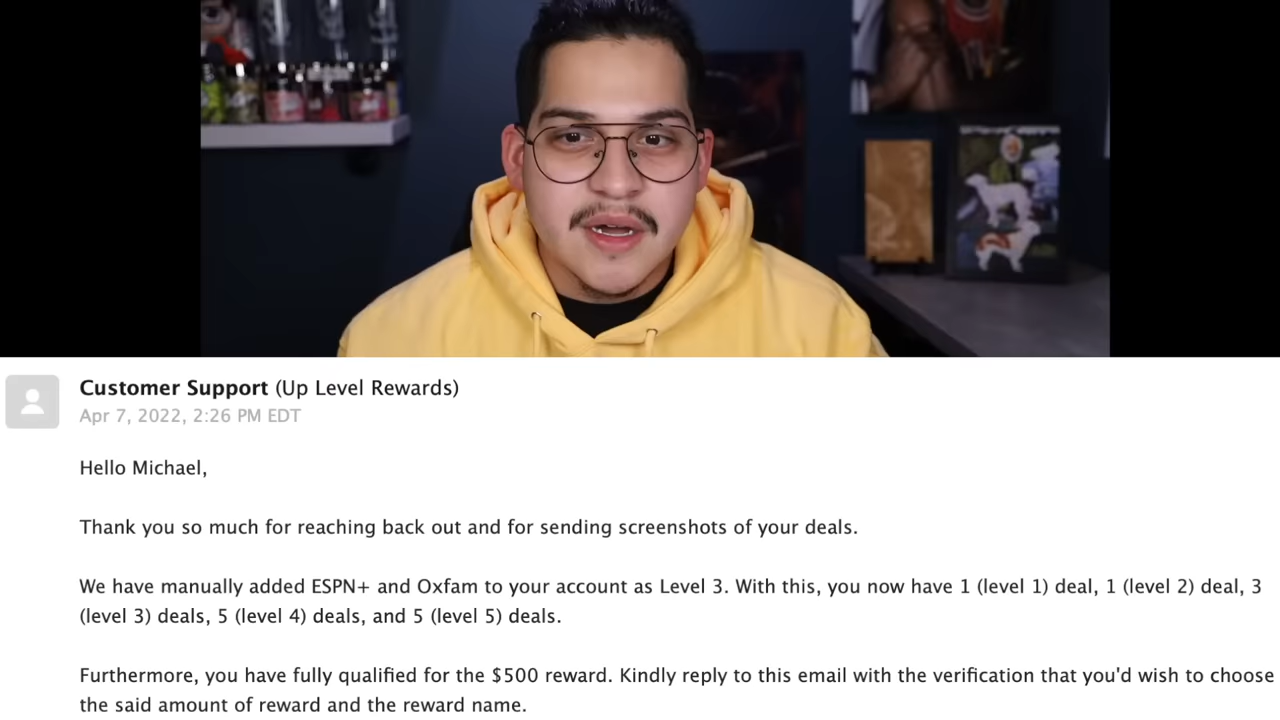 Customer Support (Up Level Rewards)
Apr 7, 2022, 2:26 PM EDT
Hello Michael,
Thank you so much for reaching back out and for sending screenshots of your deals.
We have manually added ESPN+ and Oxfam to your account as Level 3. With this, you now have 1 (level 1) deal, 1 (level 2) deal, 3
(level 3) deals, 5 (level 4) deals, and 5 (level 5) deals.
Furthermore, you have fully qualified for the $500 reward. Kindly reply to this email with the verification that you'd wish to choose
the said amount of reward and the reward name.